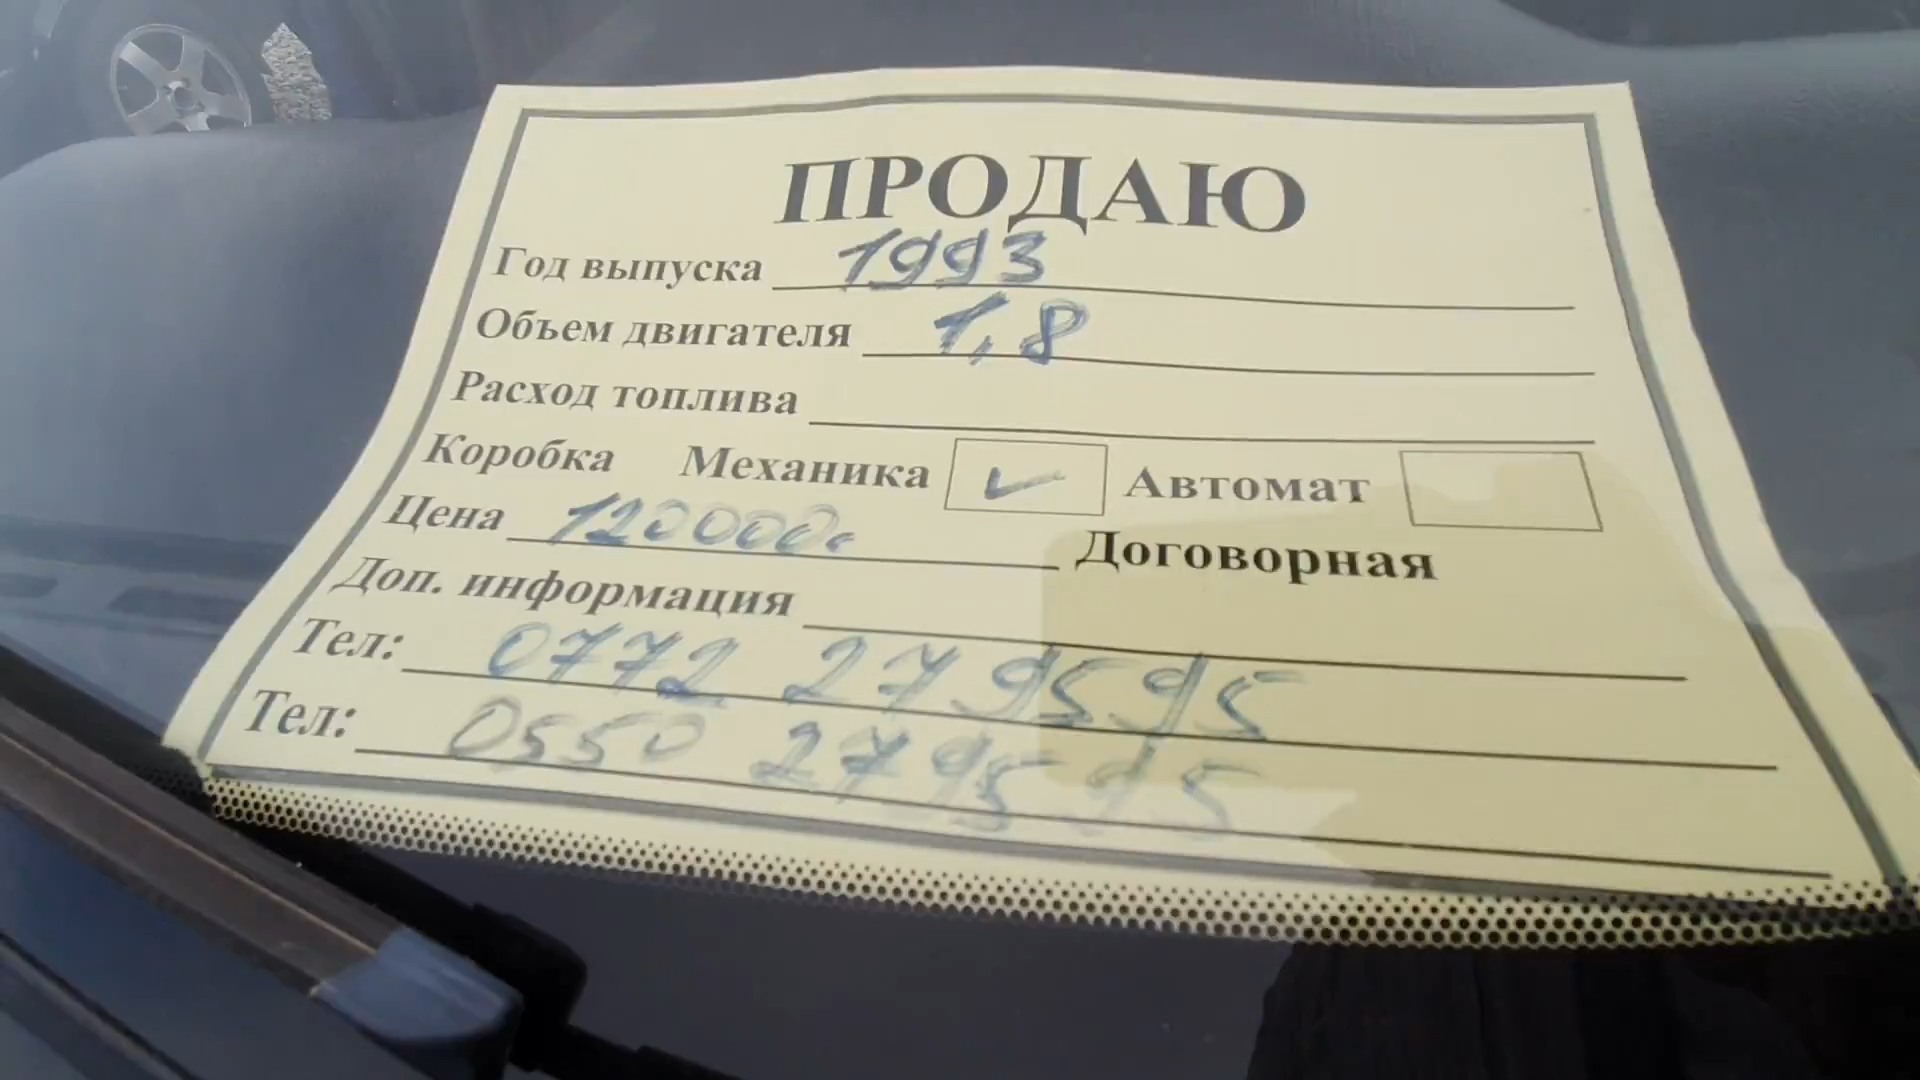 ПРОДАЮ
Год выпуска 1993
Объем двигателя 1,8
Расход топлива
Коробка Механика ✓ Автомат
Цена 120000с Договорная
Доп. информация
Тел: 0772 279595
Тел: 0550 279595